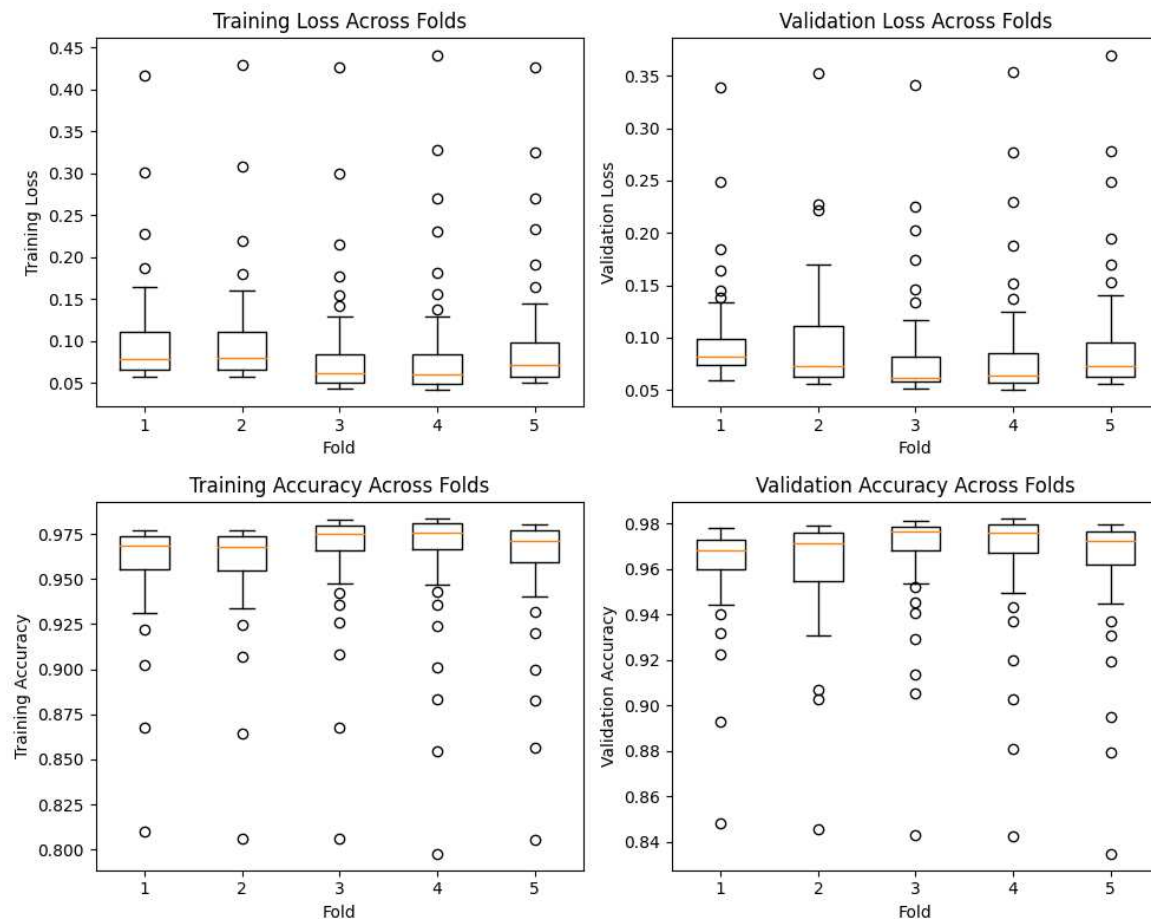 Training Loss Across Folds
0.45
0.40
0.35
0.30
0.25
0.20
0.15
0.10
0.05
Training Loss
1 2 3 4 5
Fold
Validation Loss Across Folds
0.35
0.30
0.25
0.20
0.15
0.10
0.05
Validation Loss
1 2 3 4 5
Fold
Training Accuracy Across Folds
0.975
0.950
0.925
0.900
0.875
0.850
0.825
0.800
Training Accuracy
1 2 3 4 5
Fold
Validation Accuracy Across Folds
0.98
0.96
0.94
0.92
0.90
0.88
0.86
0.84
Validation Accuracy
1 2 3 4 5
Fold